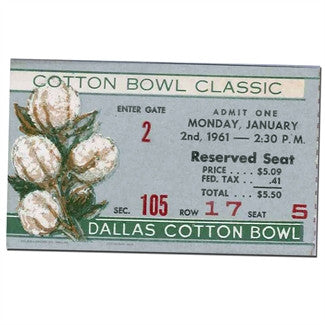 COTTON BOWL CLASSIC
ENTER GATE
2
ADMIT ONE
MONDAY, JANUARY
2nd, 1961 — 2:30 P.M.
Reserved Seat
PRICE .... $5.09
FED. TAX .. .41
TOTAL ... $5.50
SEC. 105 ROW 17 SEAT 5
DALLAS COTTON BOWL